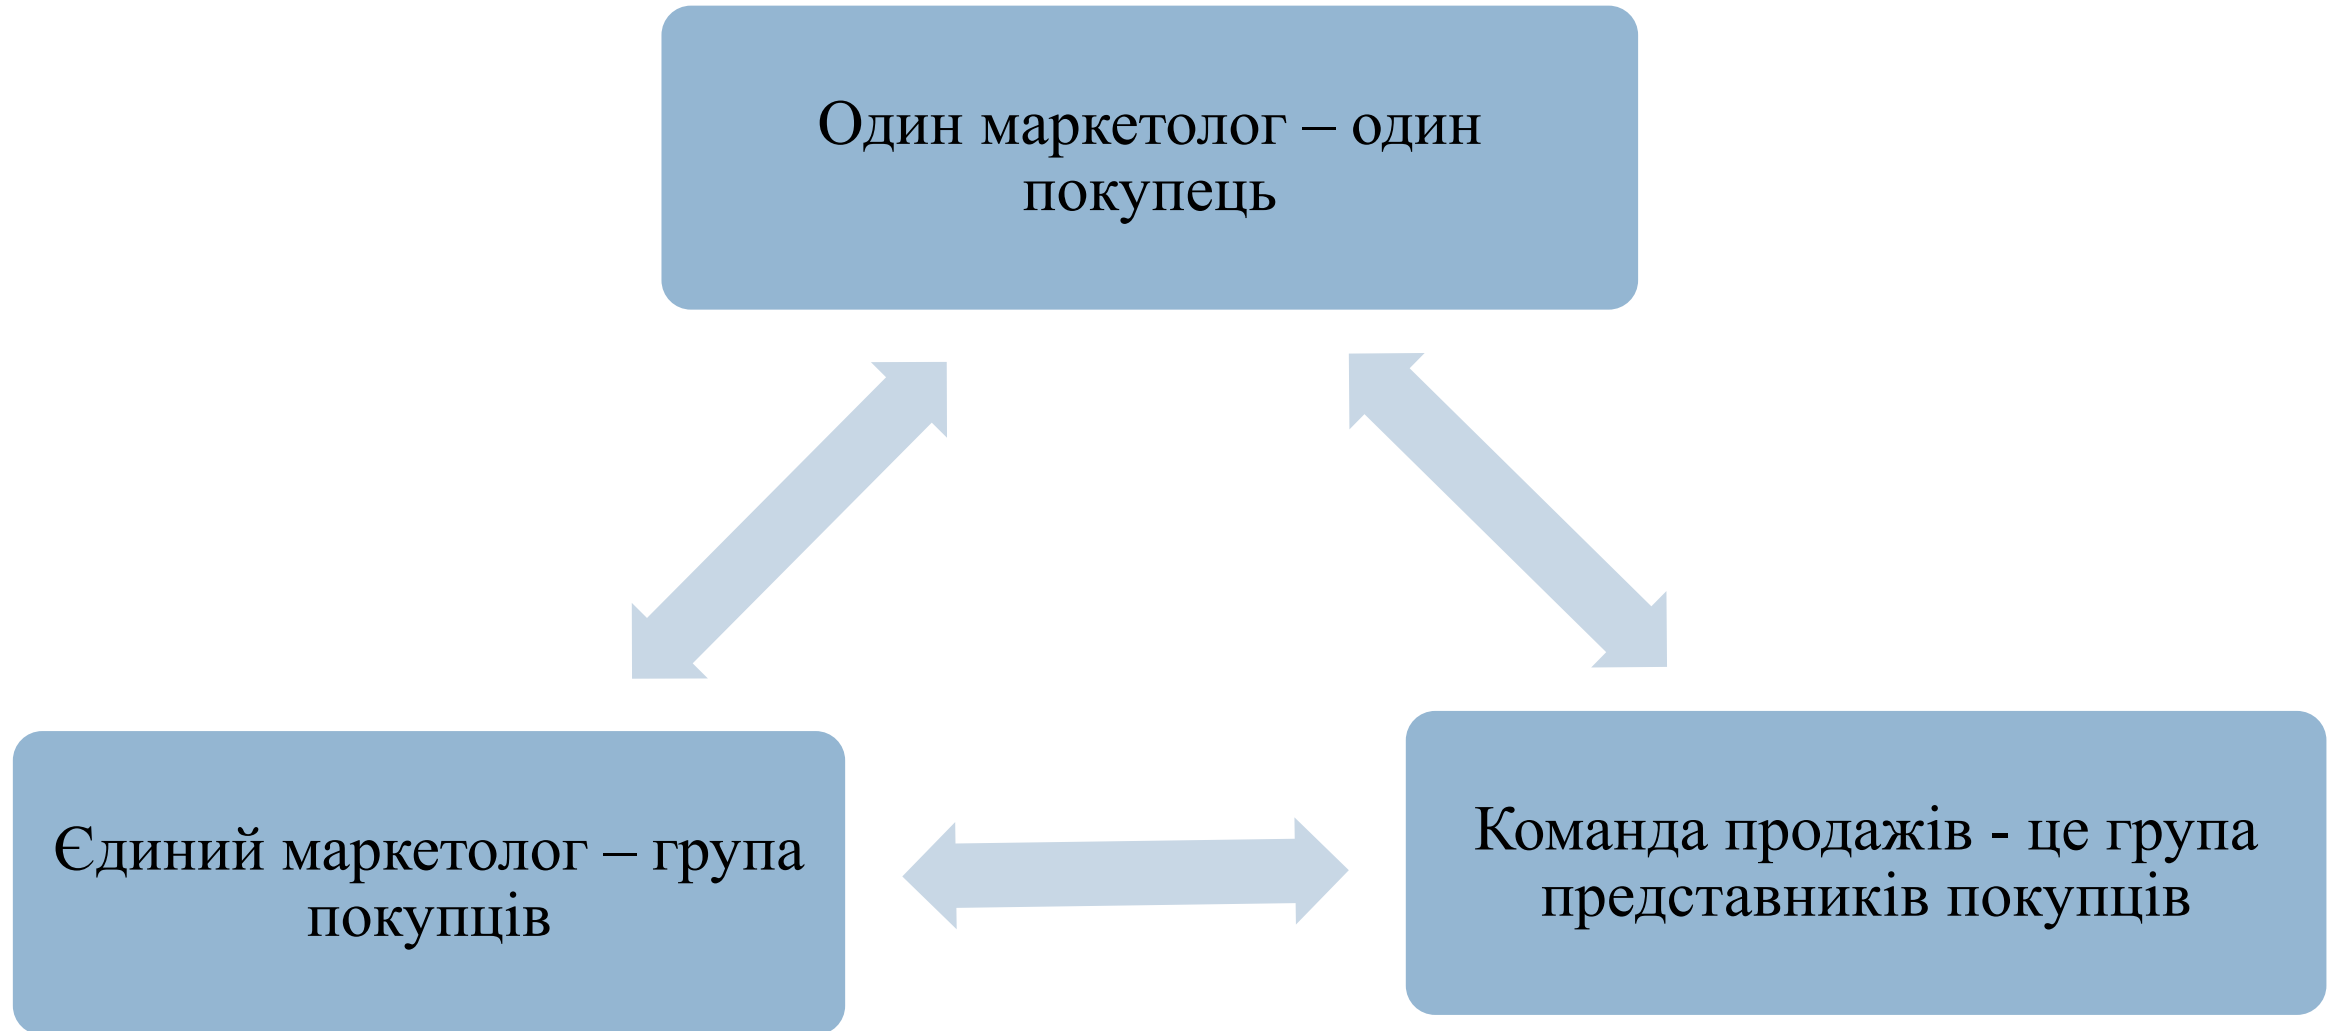 Один маркетолог – один
покупець
Єдиний маркетолог – група
покупців
Команда продажів - це група
представників покупців